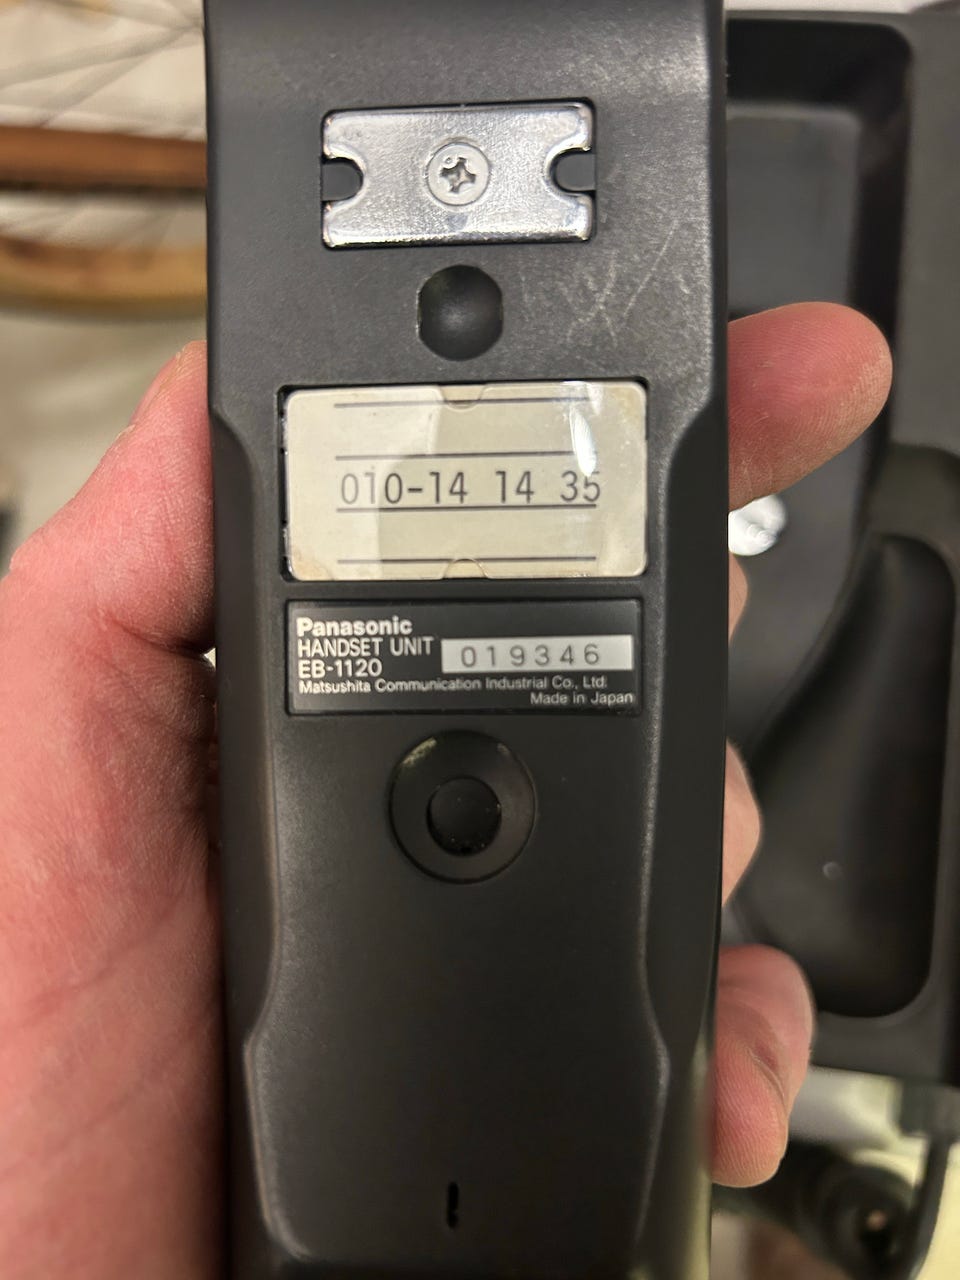 010-14 14 35
Panasonic
HANDSET UNIT
EB-1120
019346
Matsushita Communication Industrial Co., Ltd.
Made in Japan